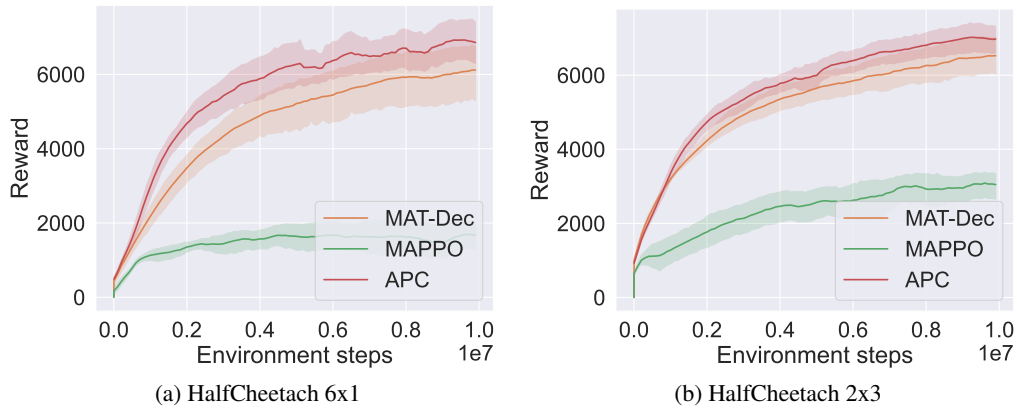 6000
4000
2000
0
Reward
MAT-Dec
MAPPO
APC
0.0 0.2 0.4 0.6 0.8 1.0
Environment steps
1e7
(a) HalfCheetach 6x1
6000
4000
2000
0
Reward
MAT-Dec
MAPPO
APC
0.0 0.2 0.4 0.6 0.8 1.0
Environment steps
1e7
(b) HalfCheetach 2x3